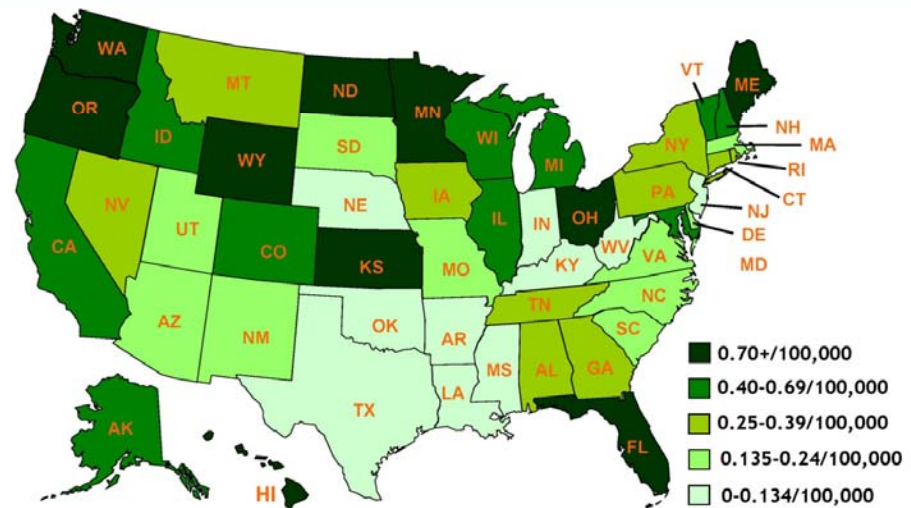 WA
MT
ND
MN
VT
ME
OR
ID
WY
SD
WI
MI
NY
NH
MA
RI
CT
NV
UT
CO
NE
IA
IL
IN
OH
PA
NJ
DE
MD
CA
KS
MO
KY
WV
VA
AZ
NM
OK
AR
TN
NC
SC
TX
LA
MS
AL
GA
FL
AK
HI
0.70+/100,000
0.40-0.69/100,000
0.25-0.39/100,000
0.135-0.24/100,000
0-0.134/100,000